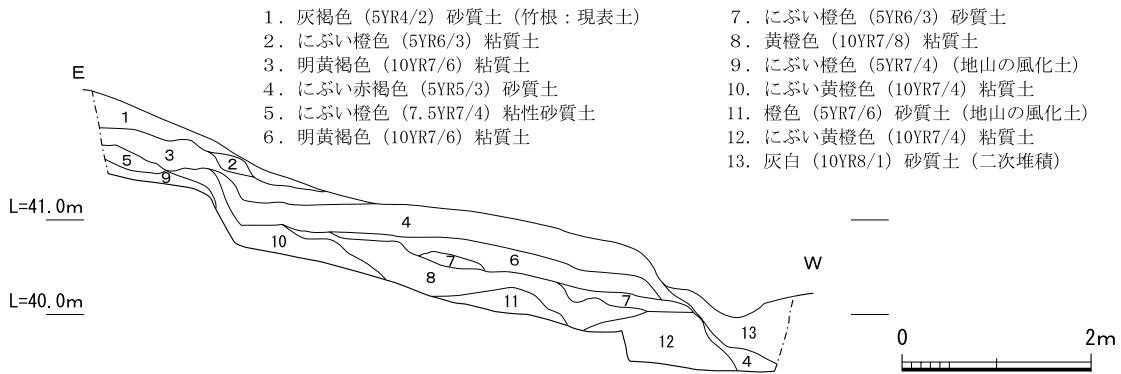 1．灰褐色（5YR4/2）砂質土（竹根：現表土）
2．にぶい橙色（5YR6/3）粘質土
3．明黄褐色（10YR7/6）粘質土
4．にぶい赤褐色（5YR5/3）砂質土
5．にぶい橙色（7.5YR7/4）粘性砂質土
6．明黄褐色（10YR7/6）粘質土
7．にぶい橙色（5YR6/3）砂質土
8．黄橙色（10YR7/8）粘質土
9．にぶい橙色（5YR7/4）（地山の風化土）
10．にぶい黄橙色（10YR7/4）粘質土
11．橙色（5YR7/6）砂質土（地山の風化土）
12．にぶい黄橙色（10YR7/4）粘質土
13．灰白（10YR8/1）砂質土（二次堆積）
E
1
2
3
5
9
L=41.0m
4
10
6
7
8
W
L=40.0m
11
7
12
13
4
0 2m